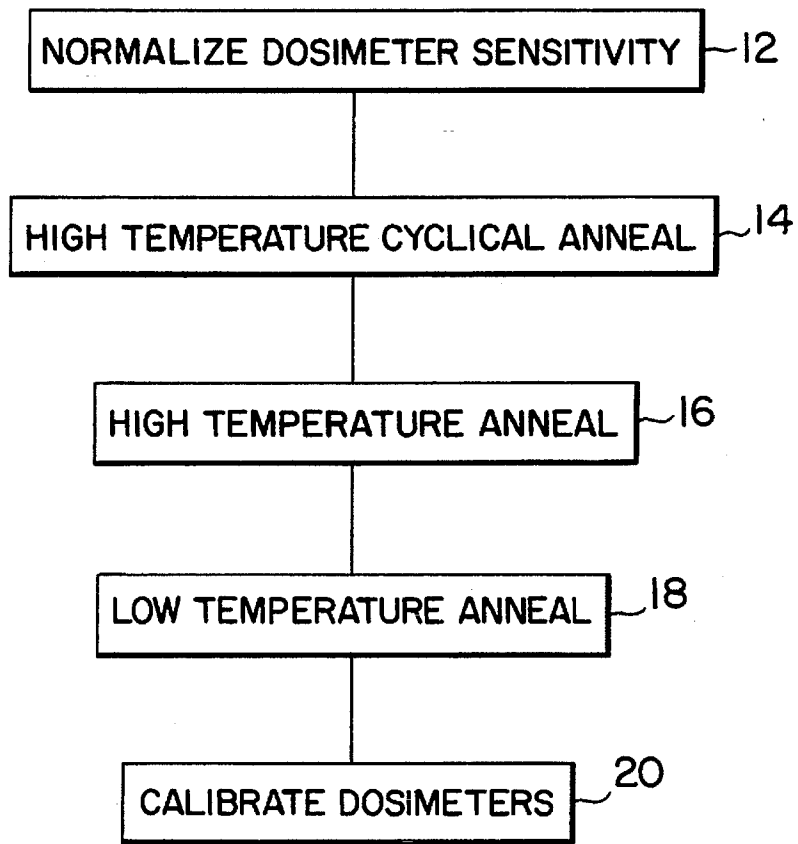 NORMALIZE DOSIMETER SENSITIVITY 12
HIGH TEMPERATURE CYCLICAL ANNEAL 14
HIGH TEMPERATURE ANNEAL 16
LOW TEMPERATURE ANNEAL 18
CALIBRATE DOSIMETERS 20